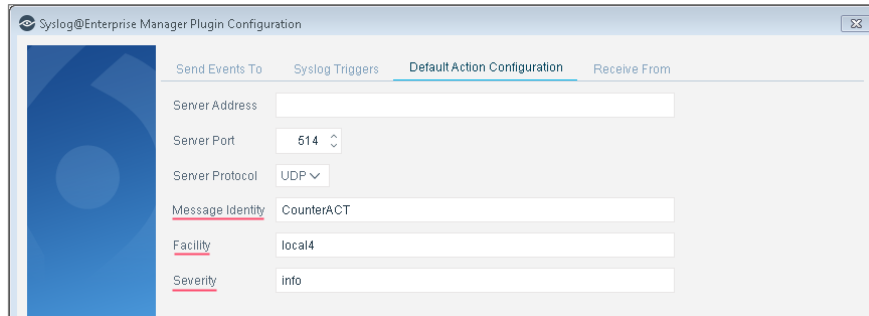 Syslog@Enterprise Manager Plugin Configuration
Send Events To Syslog Triggers Default Action Configuration Receive From
Server Address
Server Port 514
Server Protocol UDP
Message Identity CounterACT
Facility local4
Severity info